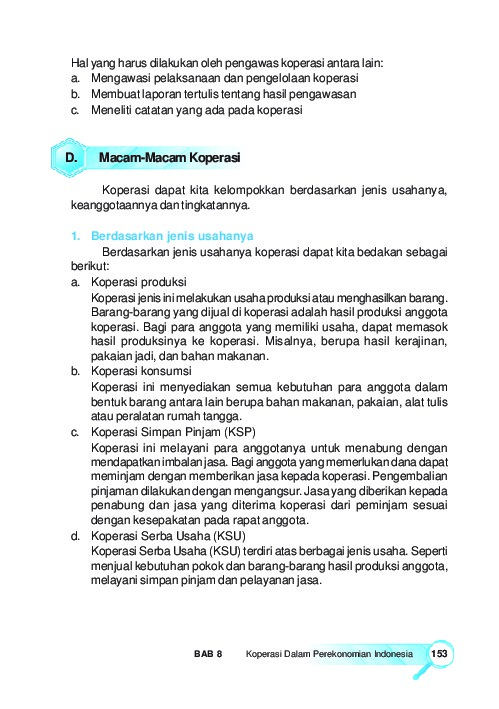 Hal yang harus dilakukan oleh pengawas koperasi antara lain:
a. Mengawasi pelaksanaan dan pengelolaan koperasi
b. Membuat laporan tertulis tentang hasil pengawasan
c. Meneliti catatan yang ada pada koperasi
D. Macam-Macam Koperasi
Koperasi dapat kita kelompokkan berdasarkan jenis usahanya,
keanggotaannya dan tingkatannya.
1. Berdasarkan jenis usahanya
Berdasarkan jenis usahanya koperasi dapat kita bedakan sebagai
berikut:
a. Koperasi produksi
Koperasi jenis ini melakukan usaha produksi atau menghasilkan barang.
Barang-barang yang dijual di koperasi adalah hasil produksi anggota
koperasi. Bagi para anggota yang memiliki usaha, dapat memasok
hasil produksinya ke koperasi. Misalnya, berupa hasil kerajinan,
pakaian jadi, dan bahan makanan.
b. Koperasi konsumsi
Koperasi ini menyediakan semua kebutuhan para anggota dalam
bentuk barang antara lain berupa bahan makanan, pakaian, alat tulis
atau peralatan rumah tangga.
c. Koperasi Simpan Pinjam (KSP)
Koperasi ini melayani para anggotanya untuk menabung dengan
mendapatkan imbalan jasa. Bagi anggota yang memerlukan dana dapat
meminjam dengan memberikan jasa kepada koperasi. Pengembalian
pinjaman dilakukan dengan mengangsur. Jasa yang diberikan kepada
penabung dan jasa yang diterima koperasi dari peminjam sesuai
dengan kesepakatan pada rapat anggota.
d. Koperasi Serba Usaha (KSU)
Koperasi Serba Usaha (KSU) terdiri atas berbagai jenis usaha. Seperti
menjual kebutuhan pokok dan barang-barang hasil produksi anggota,
melayani simpan pinjam dan pelayanan jasa.
BAB 8 Koperasi Dalam Perekonomian Indonesia 153